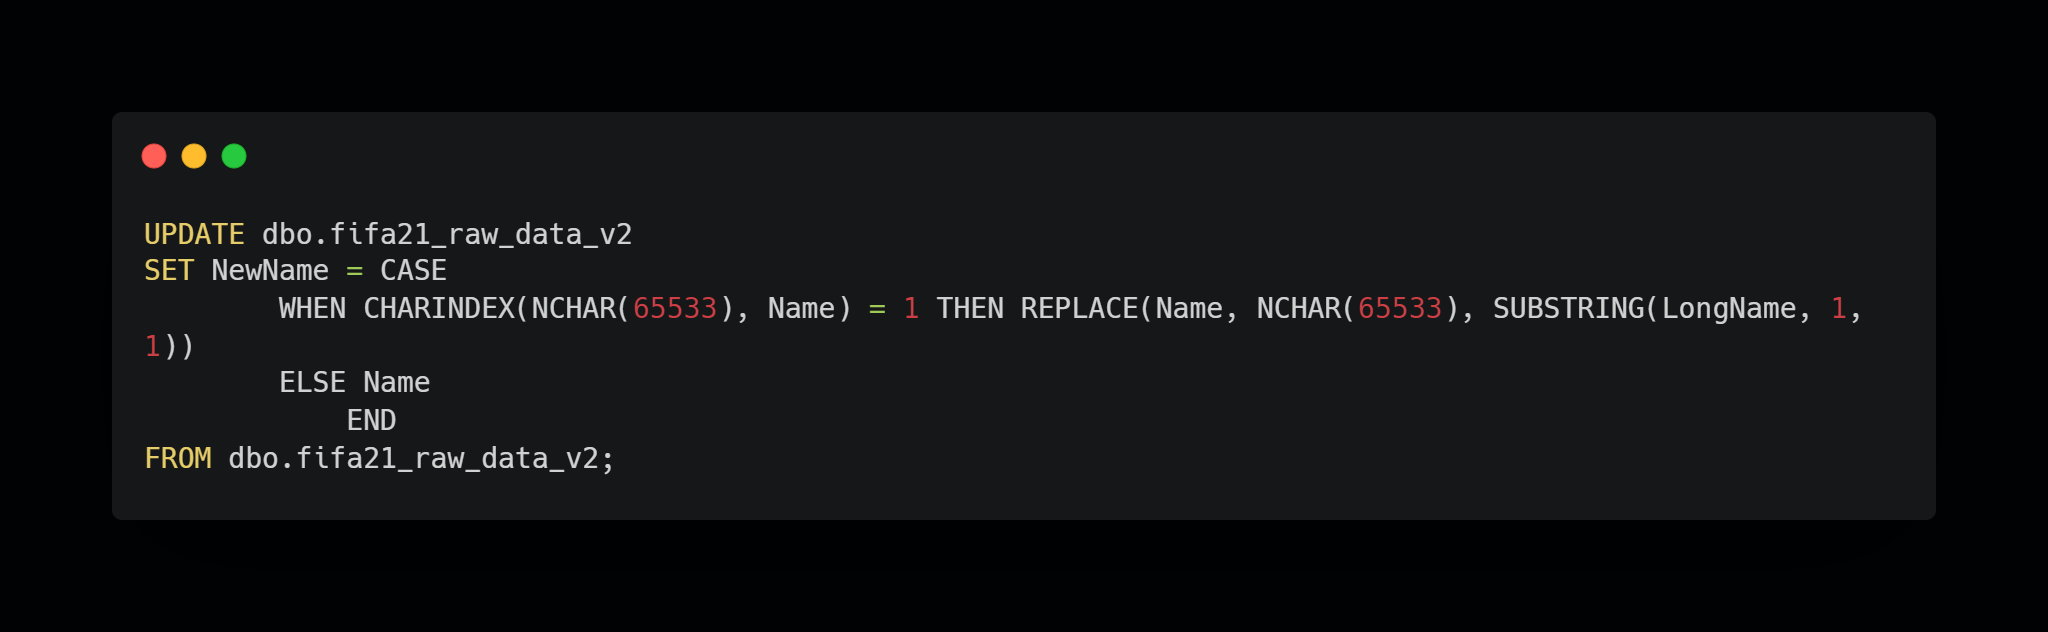 UPDATE dbo.fifa21_raw_data_v2
SET NewName = CASE
        WHEN CHARINDEX(NCHAR(65533), Name) = 1 THEN REPLACE(Name, NCHAR(65533), SUBSTRING(LongName, 1,
1))
        ELSE Name
            END
FROM dbo.fifa21_raw_data_v2;